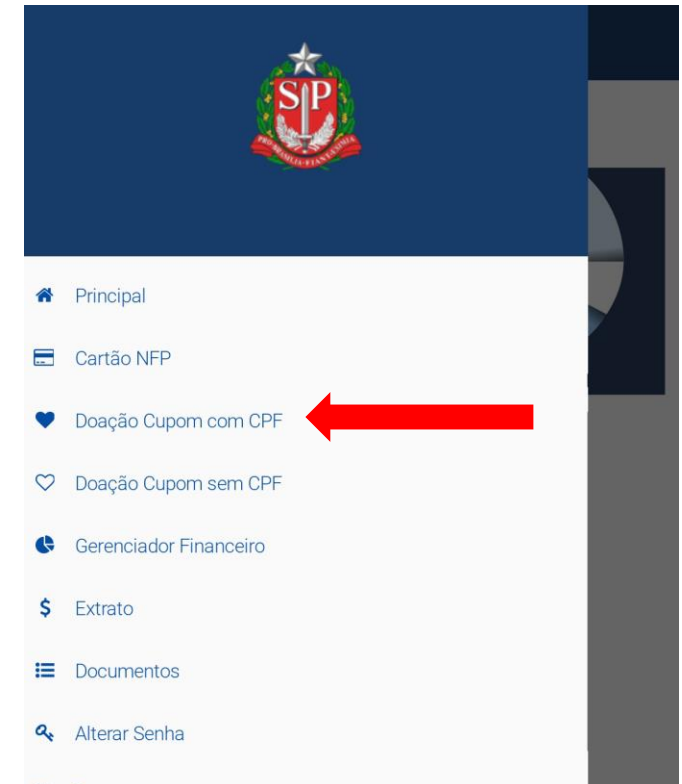 SP
Principal
Cartão NFP
Doação Cupom com CPF
Doação Cupom sem CPF
Gerenciador Financeiro
$ Extrato
Documentos
Alterar Senha